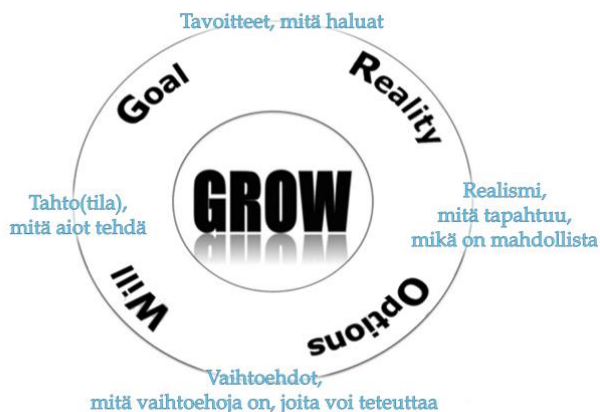 Tavoitteet, mitä haluat
Goal
Reality
GROW
Tahto(tila),
mitä aiot tehdä
Realismi,
mitä tapahtuu,
mikä on mahdollista
Will
Options
Vaihtoehdot,
mitä vaihtoehoja on, joita voi teteuttaa